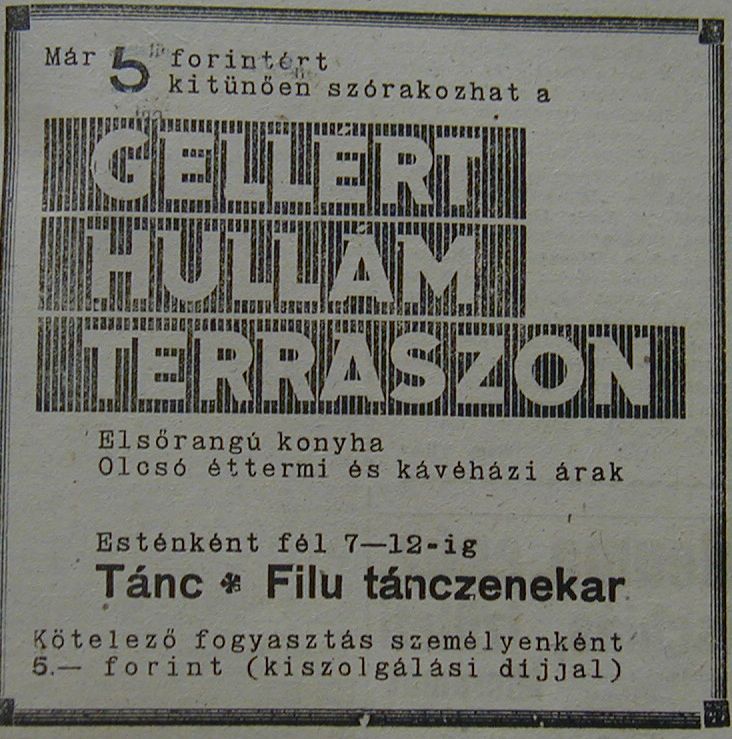 Már 5 forintért
kitünően szórakozhat a
GELLÉRT
HULLÁM
TERRASZON
Elsőrangú konyha
Olcsó éttermi és kávéházi árak
Esténként fél 7—12-ig
Tánc * Filu tánczenekar
Kötelező fogyasztás személyenként
5.— forint (kiszolgálási díjjal)